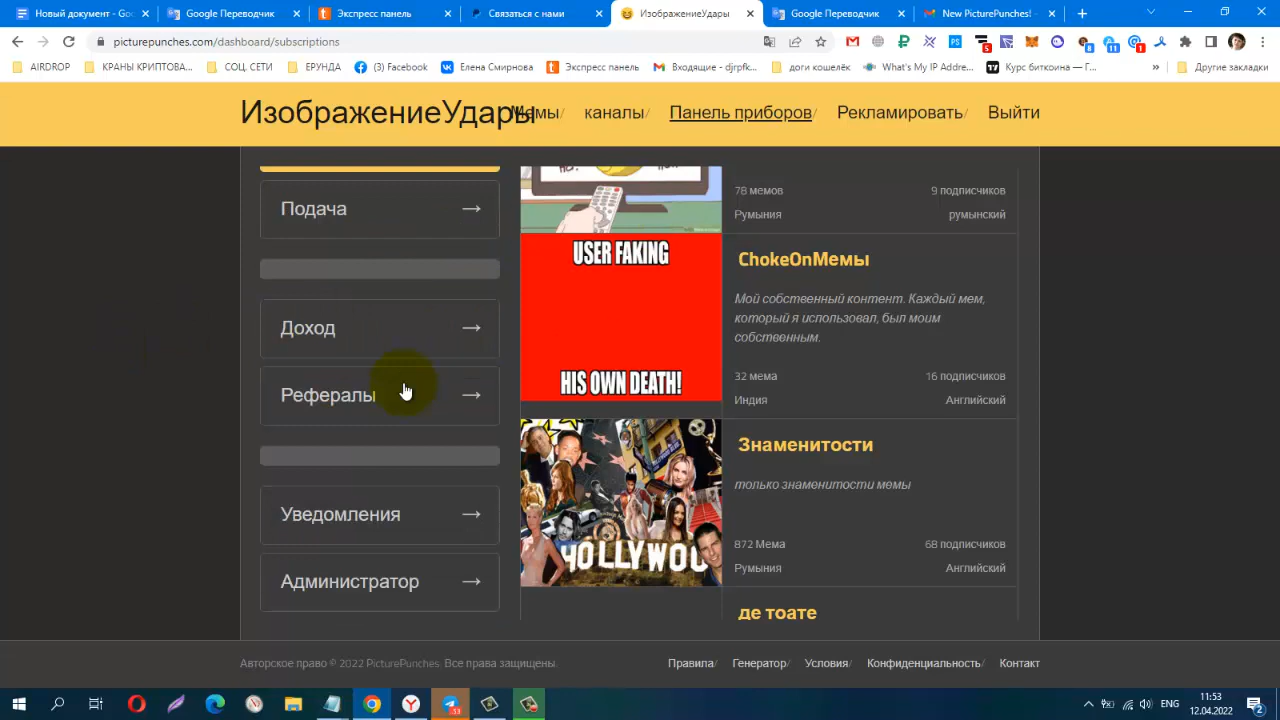 Новый документ - Goo
Google Переводчик
Экспресс панель
Связаться с нами
ИзображениеУдары
Google Переводчик
New PicturePunches! -
picturepunches.com/dashboard/subscriptions
AIRDROP
КРАНЫ КРИПТОВА...
СОЦ. СЕТИ
ЕРУНДА
(3) Facebook
Елена Смирнова
Экспресс панель
Входящие - djrpfk...
доги кошелёк
What's My IP Addre...
Курс биткоина — Г...
»
Другие закладки
ИзображениеУдары
Мемы/
каналы/
Панель приборов/
Рекламировать/
Выйти
Подача →
Доход →
Рефералы →
Уведомления →
Администратор →
78 мемов 9 подписчиков
Румыния румынский
USER FAKING
HIS OWN DEATH!
ChokeOnМемы
Мой собственный контент. Каждый мем,
который я использовал, был моим
собственным.
32 мема 16 подписчиков
Индия Английский
HOLLYWO
Знаменитости
только знаменитости мемы
872 Мема 68 подписчиков
Румыния Английский
де тоате
Авторское право © 2022 PicturePunches. Все права защищены.
Правила/
Генератор/
Условия/
Конфиденциальность/
Контакт
ENG
11:53
12.04.2022